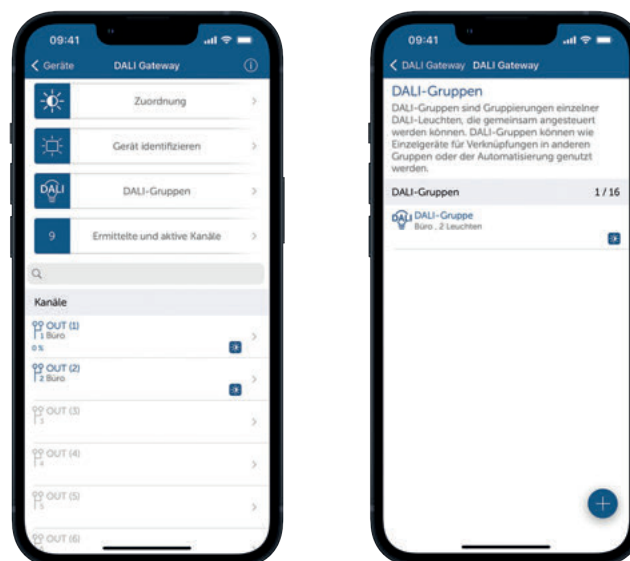 09:41
Geräte
DALI Gateway
Zuordnung
Gerät identifizieren
DALI
DALI-Gruppen
9
Ermittelte und aktive Kanäle
Kanäle
OUT (1)
1 Büro
0 %
OUT (2)
2 Büro
OUT (3)
3
OUT (4)
4
OUT (5)
5
OUT (6)
09:41
DALI Gateway DALI Gateway
DALI-Gruppen
DALI-Gruppen sind Gruppierungen einzelner
DALI-Leuchten, die gemeinsam angesteuert
werden können. DALI-Gruppen können wie
Einzelgeräte für Verknüpfungen in anderen
Gruppen oder der Automatisierung genutzt
werden.
DALI-Gruppen 1/16
DALI
DALI-Gruppe
Büro , 2 Leuchten